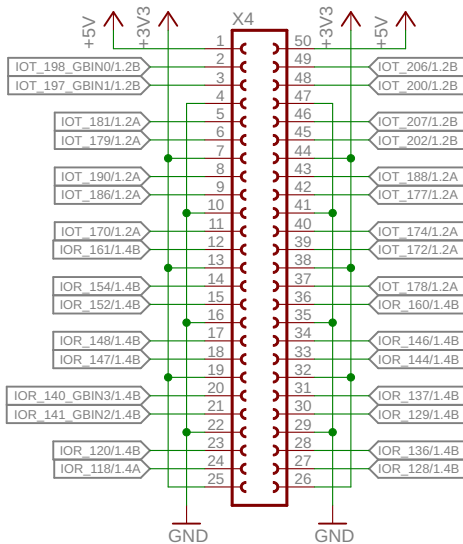 +5V +3V3 X4 +3V3 +5V
1 50
IOT_198_GBIN0/1.2B 2 49 IOT_206/1.2B
IOT_197_GBIN1/1.2B 3 48 IOT_200/1.2B
4 47
IOT_181/1.2A 5 46 IOT_207/1.2B
IOT_179/1.2A 6 45 IOT_202/1.2B
7 44
IOT_190/1.2A 8 43 IOT_188/1.2A
IOT_186/1.2A 9 42 IOT_177/1.2A
10 41
IOT_170/1.2A 11 40 IOT_174/1.2A
IOR_161/1.4B 12 39 IOT_172/1.2A
13 38
IOR_154/1.4B 14 37 IOT_178/1.2A
IOR_152/1.4B 15 36 IOR_160/1.4B
16 35
IOR_148/1.4B 17 34 IOR_146/1.4B
IOR_147/1.4B 18 33 IOR_144/1.4B
19 32
IOR_140_GBIN3/1.4B 20 31 IOR_137/1.4B
IOR_141_GBIN2/1.4B 21 30 IOR_129/1.4B
22 29
IOR_120/1.4B 23 28 IOR_136/1.4B
IOR_118/1.4A 24 27 IOR_128/1.4B
25 26
GND GND